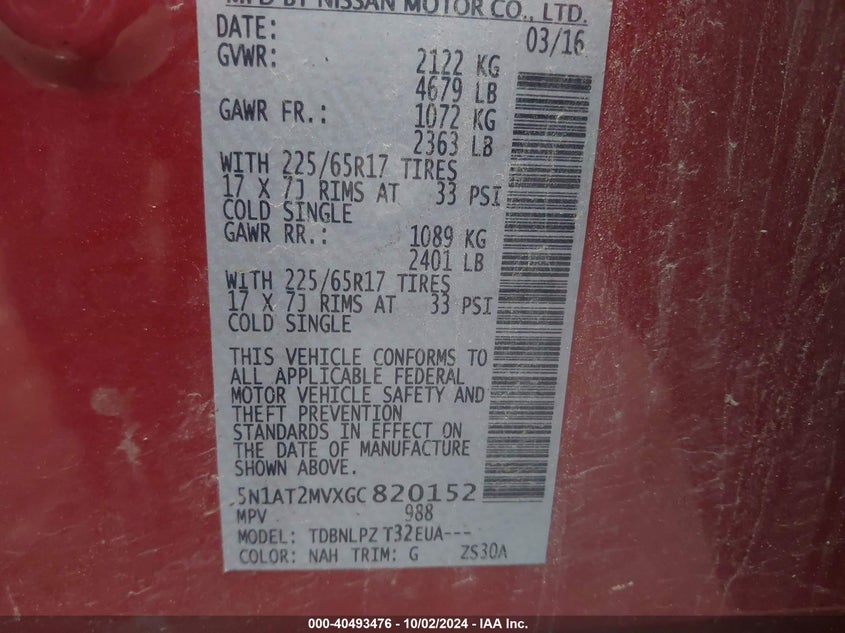 MFD BY NISSAN MOTOR CO., LTD.
DATE: 03/16
GVWR: 2122 KG
4679 LB
GAWR FR.: 1072 KG
2363 LB
WITH 225/65R17 TIRES
17 X 7J RIMS AT 33 PSI
COLD SINGLE
GAWR RR.: 1089 KG
2401 LB
WITH 225/65R17 TIRES
17 X 7J RIMS AT 33 PSI
COLD SINGLE
THIS VEHICLE CONFORMS TO
ALL APPLICABLE FEDERAL
MOTOR VEHICLE SAFETY AND
THEFT PREVENTION
STANDARDS IN EFFECT ON
THE DATE OF MANUFACTURE
SHOWN ABOVE.
5N1AT2MVXGC820152
MPV 988
MODEL: TDBNLPZ T32EUA---
COLOR: NAH TRIM: G ZS30A
000-40493476 - 10/02/2024 - IAA Inc.